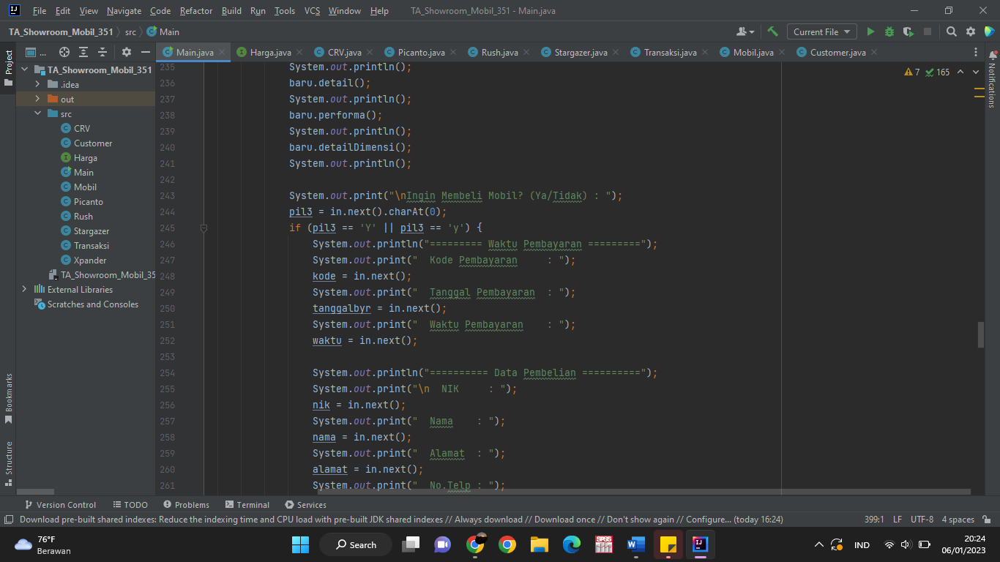 File Edit View Navigate Code Refactor Build Run Tools VCS Window Help TA_Showroom_Mobil_351 - Main.java
TA_Showroom_Mobil_351 src Main Current File
Project
... Main.java Harga.java CRV.java Picanto.java Rush.java Stargazer.java Transaksi.java Mobil.java Customer.java
TA_Showroom_Mobil_351
.idea
out
src
CRV
Customer
Harga
Main
Mobil
Picanto
Rush
Stargazer
Transaksi
Xpander
TA_Showroom_Mobil_35
External Libraries
Scratches and Consoles
Bookmarks
Structure
7 165
Notifications
235 System.out.println();
236 baru.detail();
237 System.out.println();
238 baru.performa();
239 System.out.println();
240 baru.detailDimensi();
241 System.out.println();
242
243 System.out.print("\nIngin Membeli Mobil? (Ya/Tidak) : ");
244 pil3 = in.next().charAt(0);
245 if (pil3 == 'Y' || pil3 == 'y') {
246 System.out.println("========= Waktu Pembayaran =========");
247 System.out.print("  Kode Pembayaran     : ");
248 kode = in.next();
249 System.out.print("  Tanggal Pembayaran  : ");
250 tanggalbyr = in.next();
251 System.out.print("  Waktu Pembayaran    : ");
252 waktu = in.next();
253
254 System.out.println("========== Data Pembelian ==========");
255 System.out.print("\n  NIK     : ");
256 nik = in.next();
257 System.out.print("  Nama    : ");
258 nama = in.next();
259 System.out.print("  Alamat  : ");
260 alamat = in.next();
261 System.out.print("  No.Telp : ");
Version Control TODO Problems Terminal Services
Download pre-built shared indexes: Reduce the indexing time and CPU load with pre-built JDK shared indexes // Always download // Download once // Don't show again // Configure... (today 16:24) 399:1 LF UTF-8 4 spaces
76°F
Berawan
Search
SPSS
IND
20:24
06/01/2023